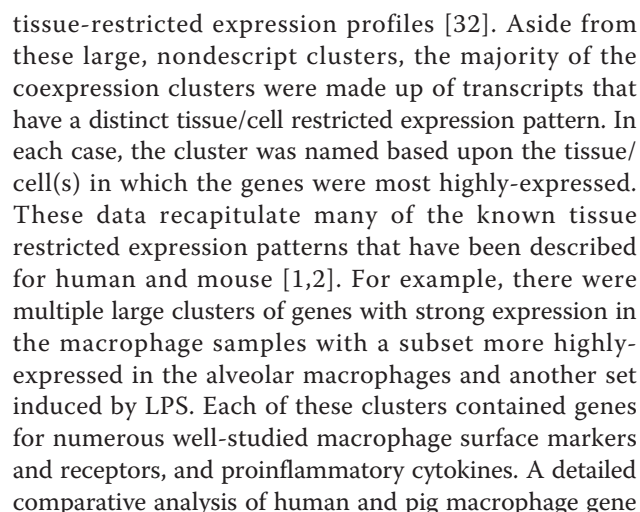 tissue-restricted expression profiles [32]. Aside from
these large, nondescript clusters, the majority of the
coexpression clusters were made up of transcripts that
have a distinct tissue/cell restricted expression pattern. In
each case, the cluster was named based upon the tissue/
cell(s) in which the genes were most highly-expressed.
These data recapitulate many of the known tissue
restricted expression patterns that have been described
for human and mouse [1,2]. For example, there were
multiple large clusters of genes with strong expression in
the macrophage samples with a subset more highly-
expressed in the alveolar macrophages and another set
induced by LPS. Each of these clusters contained genes
for numerous well-studied macrophage surface markers
and receptors, and proinflammatory cytokines. A detailed
comparative analysis of human and pig macrophage gene